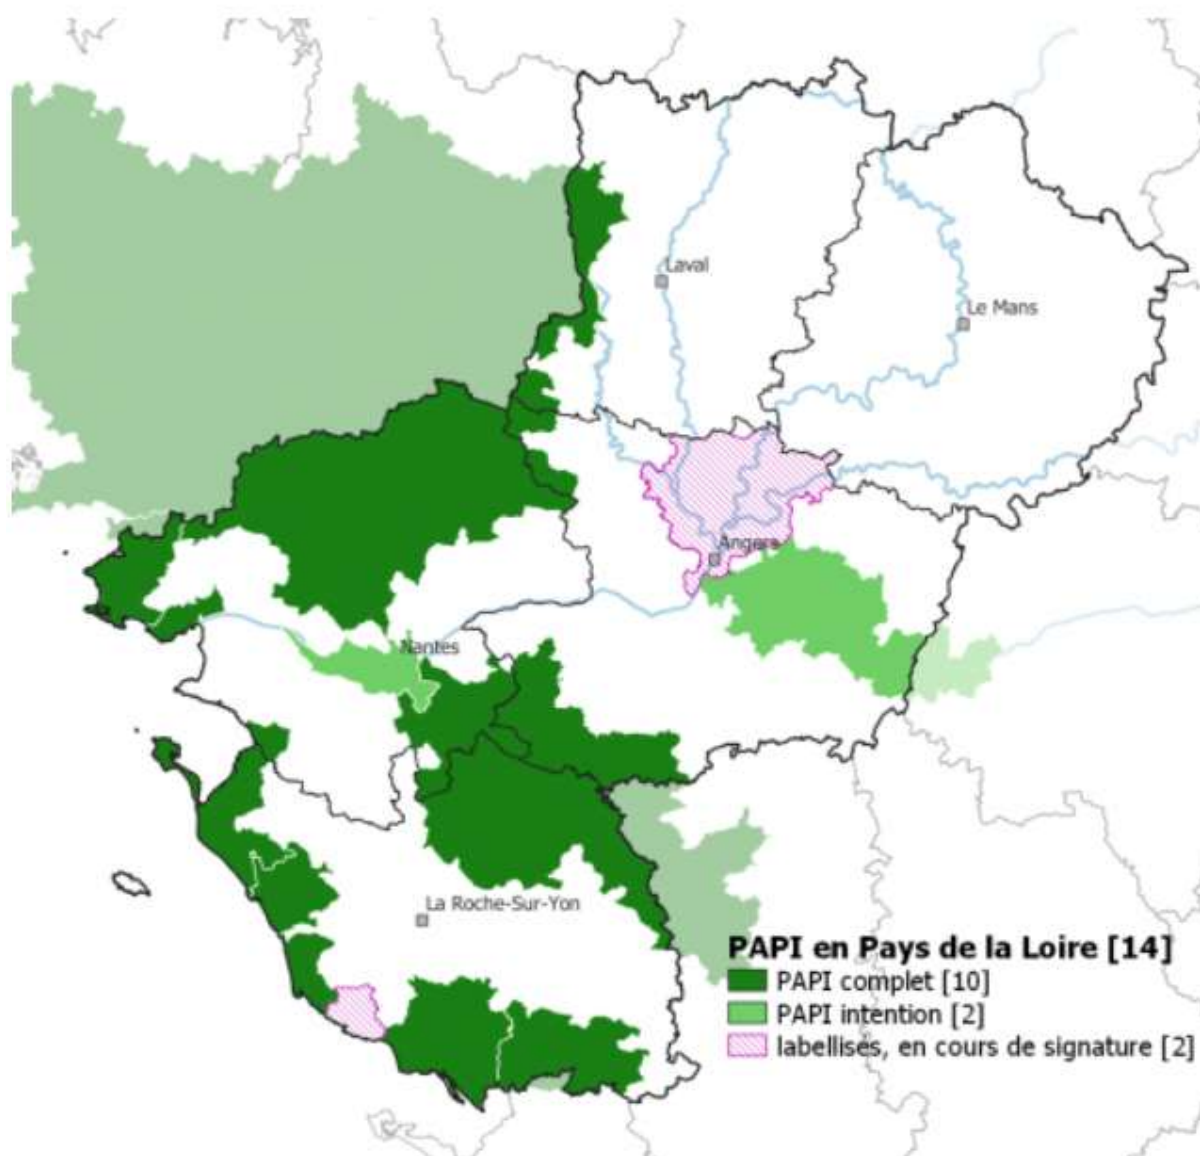 Laval
Le Mans
Angers
Nantes
La Roche-Sur-Yon
PAPI en Pays de la Loire [14]
PAPI complet [10]
PAPI intention [2]
labellisés, en cours de signature [2]